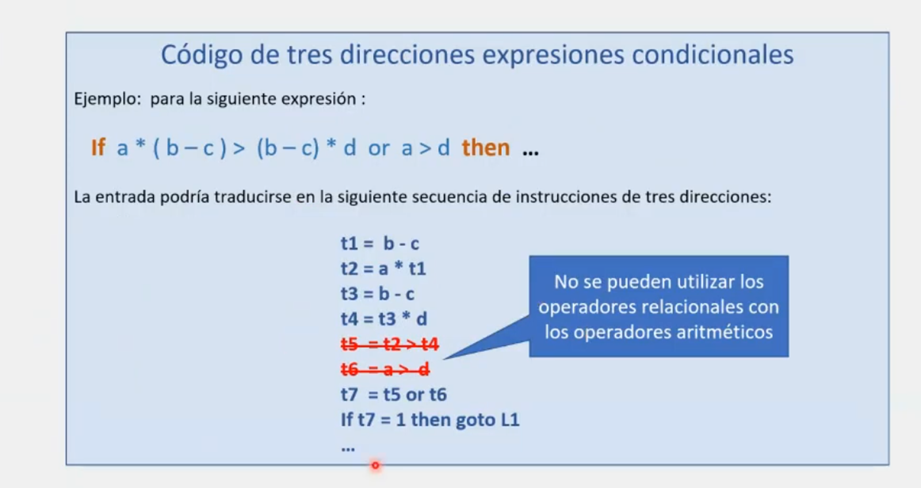 Código de tres direcciones expresiones condicionales
Ejemplo: para la siguiente expresión :
If a * ( b – c ) > (b – c) * d or a > d then ...
La entrada podría traducirse en la siguiente secuencia de instrucciones de tres direcciones:
t1 = b - c
t2 = a * t1
t3 = b - c
t4 = t3 * d
t5 = t2 > t4
t6 = a > d
t7 = t5 or t6
If t7 = 1 then goto L1
...
No se pueden utilizar los
operadores relacionales con
los operadores aritméticos